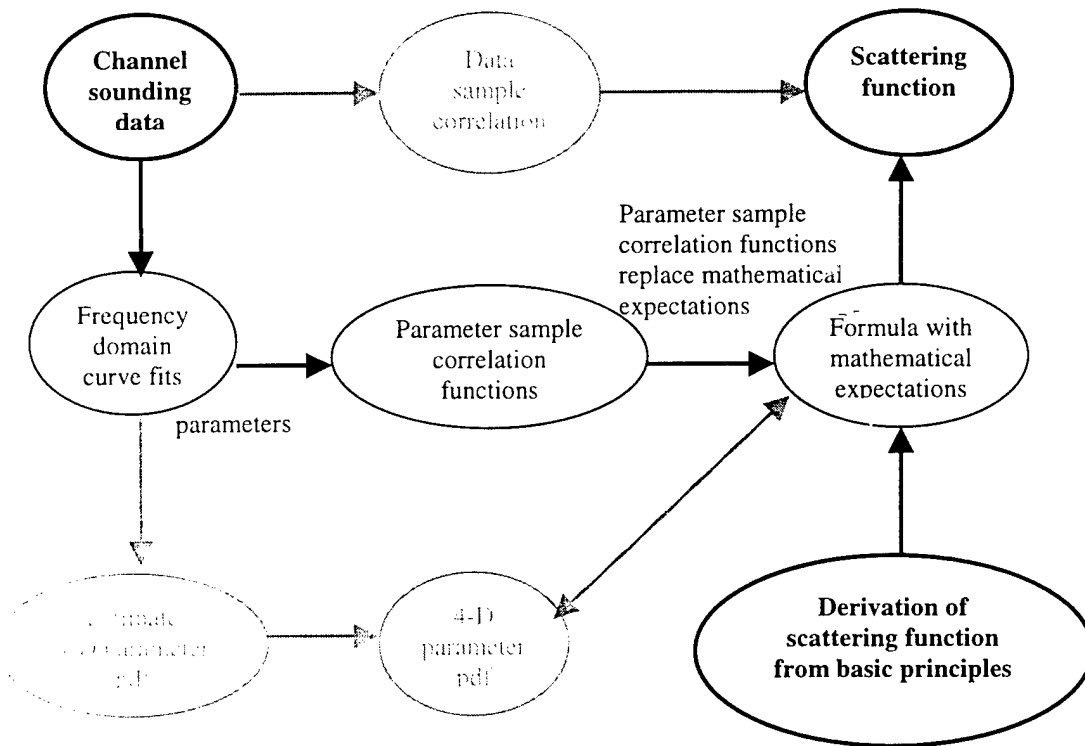 Channel
sounding
data
Data
sample
correlation
Scattering
function
Parameter sample
correlation functions
replace mathematical
expectations
Frequency
domain
curve fits
Parameter sample
correlation
functions
Formula with
mathematical
expectations
parameters
parameter
pdf
4-D
parameter
pdf
Derivation of
scattering function
from basic principles